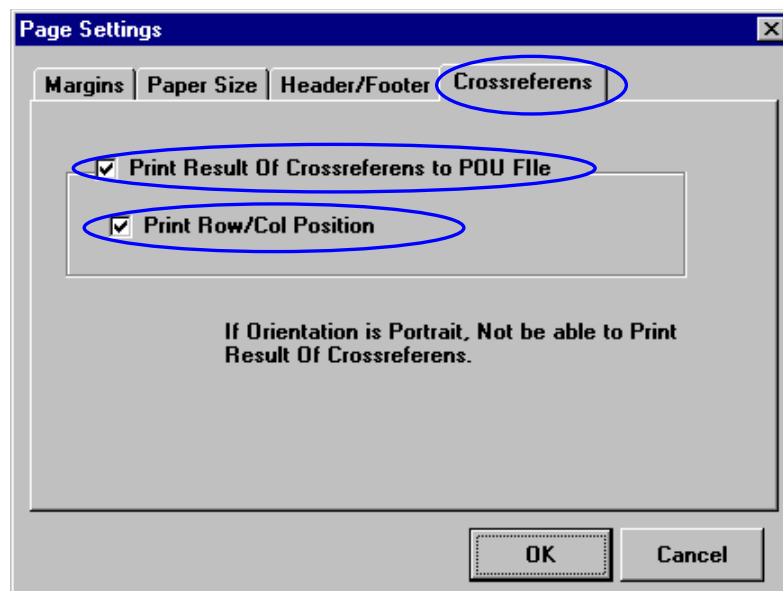 Page Settings
Margins Paper Size Header/Footer Crossreferens
Print Result Of Crossreferens to POU FIle
Print Row/Col Position
If Orientation is Portrait, Not be able to Print
Result Of Crossreferens.
OK Cancel